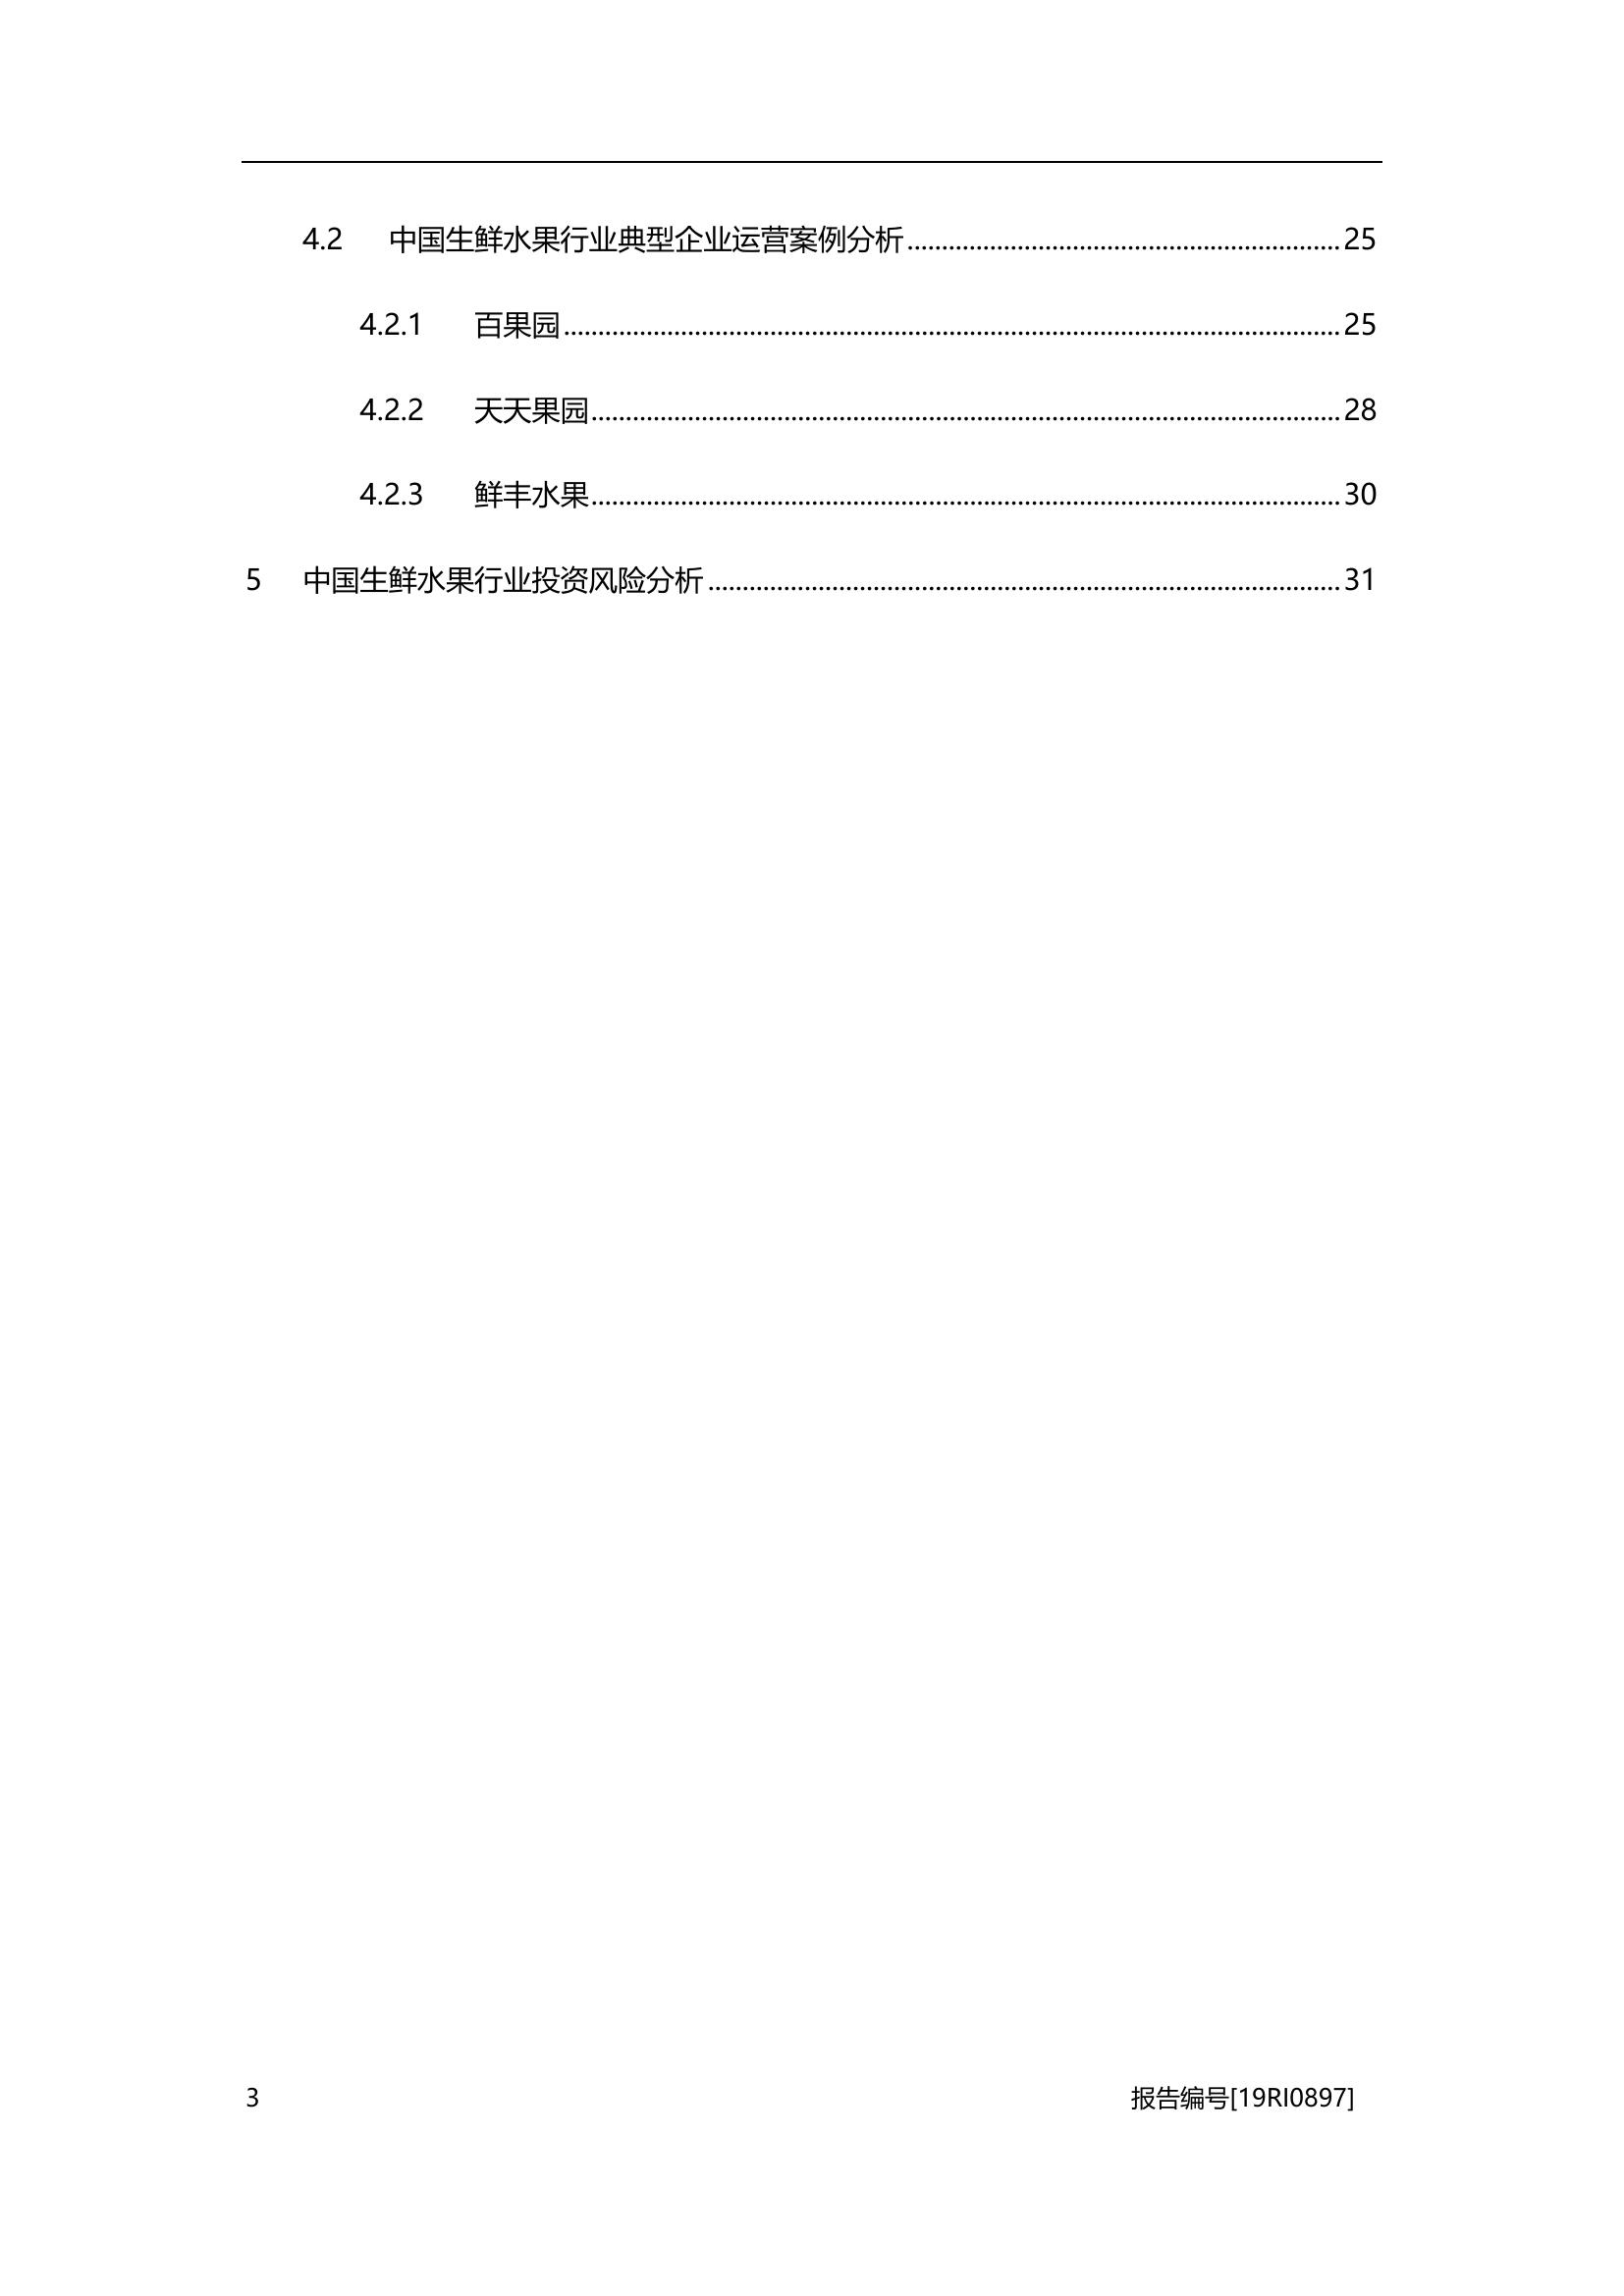 4.2 中国生鲜水果行业典型企业运营案例分析 ........................................ 25
4.2.1 百果园 ........................................ 25
4.2.2 天天果园 ........................................ 28
4.2.3 鲜丰水果 ........................................ 30
5 中国生鲜水果行业投资风险分析 ........................................ 31
3 报告编号[19RI0897]